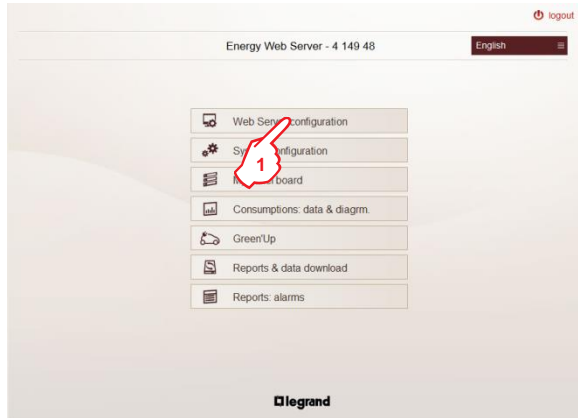 logout
Energy Web Server - 4 149 48
English
Web Serv configuration
Sy onfiguration
1
board
Consumptions: data & diagrm.
Green'Up
Reports & data download
Reports: alarms
legrand